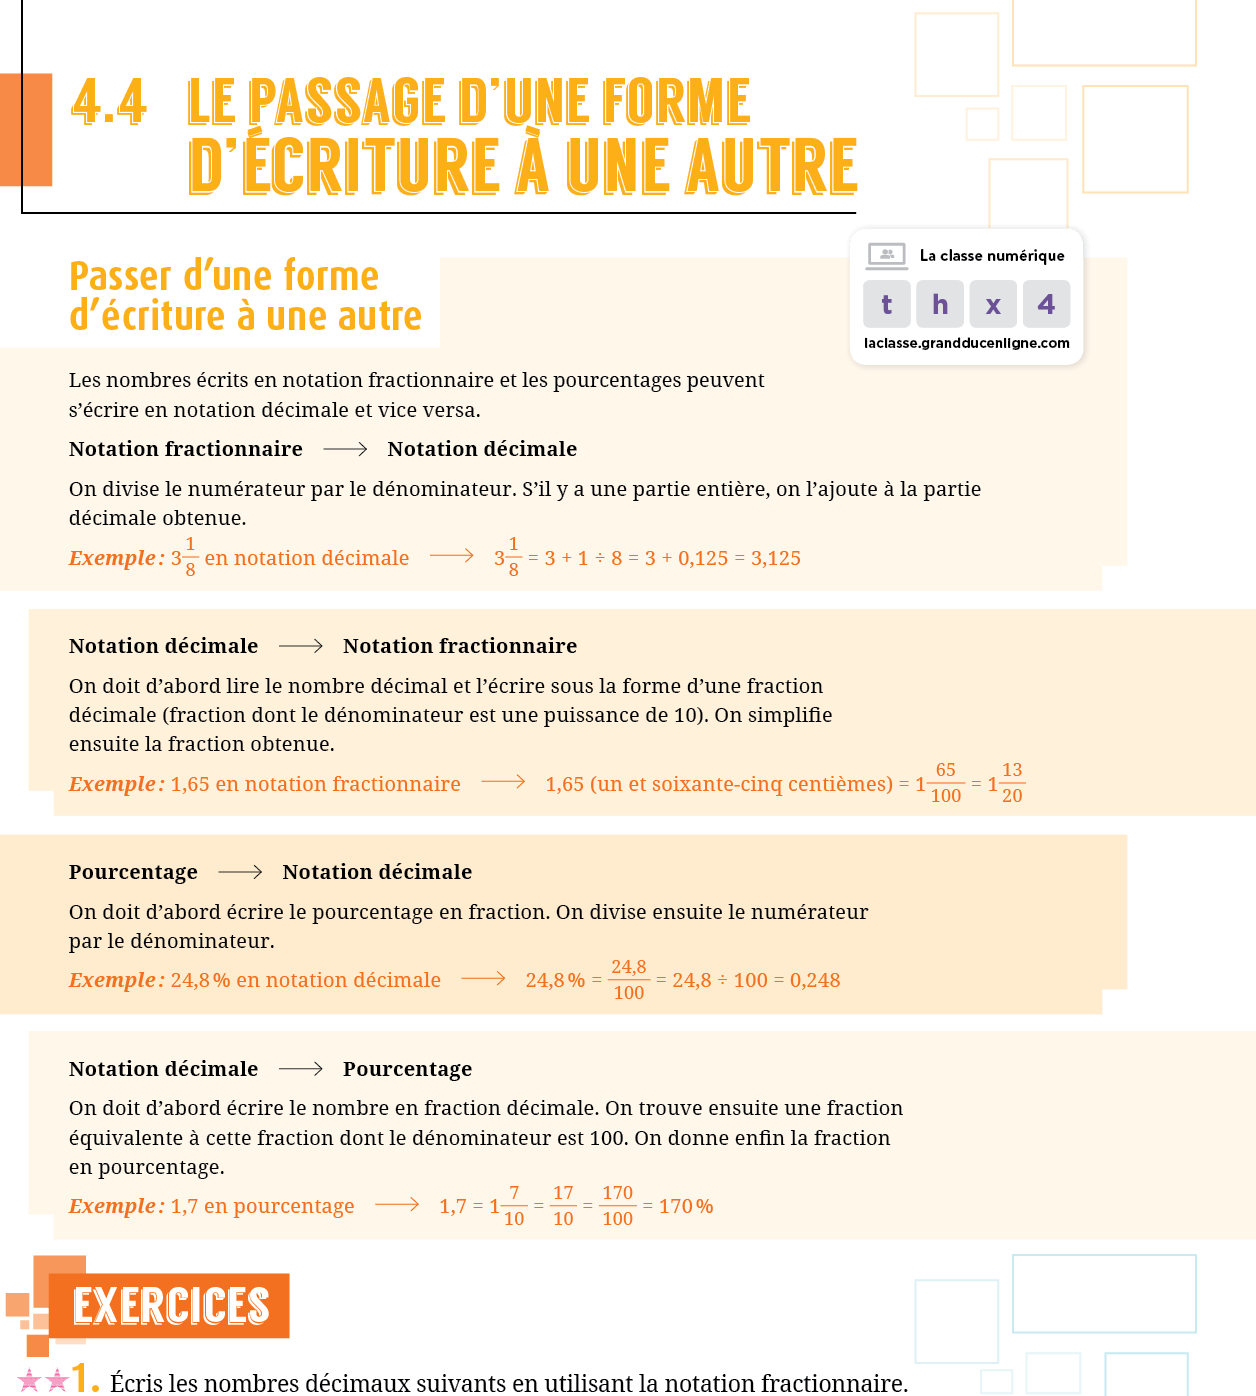 4.4 LE PASSAGE D'UNE FORME
D'ÉCRITURE À UNE AUTRE
Passer d'une forme
d'écriture à une autre
La classe numérique
t h x 4
laclasse.grandducenligne.com
Les nombres écrits en notation fractionnaire et les pourcentages peuvent
s'écrire en notation décimale et vice versa.
Notation fractionnaire → Notation décimale
On divise le numérateur par le dénominateur. S'il y a une partie entière, on l'ajoute à la partie
décimale obtenue.
Exemple : 3 1/8 en notation décimale → 3 1/8 = 3 + 1 ÷ 8 = 3 + 0,125 = 3,125
Notation décimale → Notation fractionnaire
On doit d'abord lire le nombre décimal et l'écrire sous la forme d'une fraction
décimale (fraction dont le dénominateur est une puissance de 10). On simplifie
ensuite la fraction obtenue.
Exemple : 1,65 en notation fractionnaire → 1,65 (un et soixante-cinq centièmes) = 1 65/100 = 1 13/20
Pourcentage → Notation décimale
On doit d'abord écrire le pourcentage en fraction. On divise ensuite le numérateur
par le dénominateur.
Exemple : 24,8 % en notation décimale → 24,8 % = 24,8/100 = 24,8 ÷ 100 = 0,248
Notation décimale → Pourcentage
On doit d'abord écrire le nombre en fraction décimale. On trouve ensuite une fraction
équivalente à cette fraction dont le dénominateur est 100. On donne enfin la fraction
en pourcentage.
Exemple : 1,7 en pourcentage → 1,7 = 1 7/10 = 17/10 = 170/100 = 170 %
EXERCICES
1. Écris les nombres décimaux suivants en utilisant la notation fractionnaire.